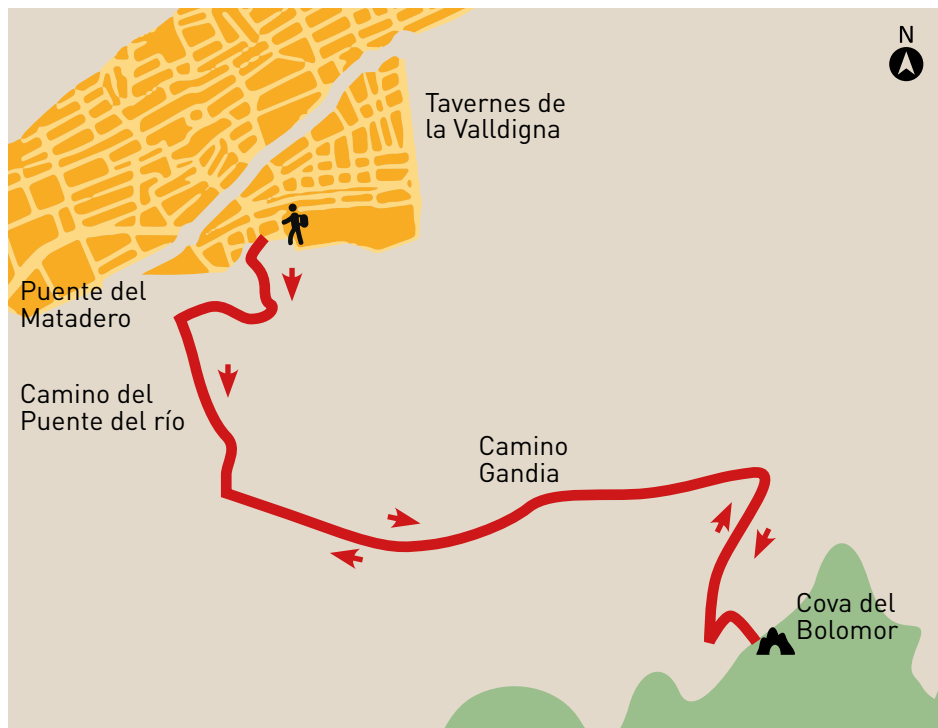 N
Tavernes de
la Valldigna
Puente del
Matadero
Camino del
Puente del río
Camino
Gandia
Cova del
Bolomor